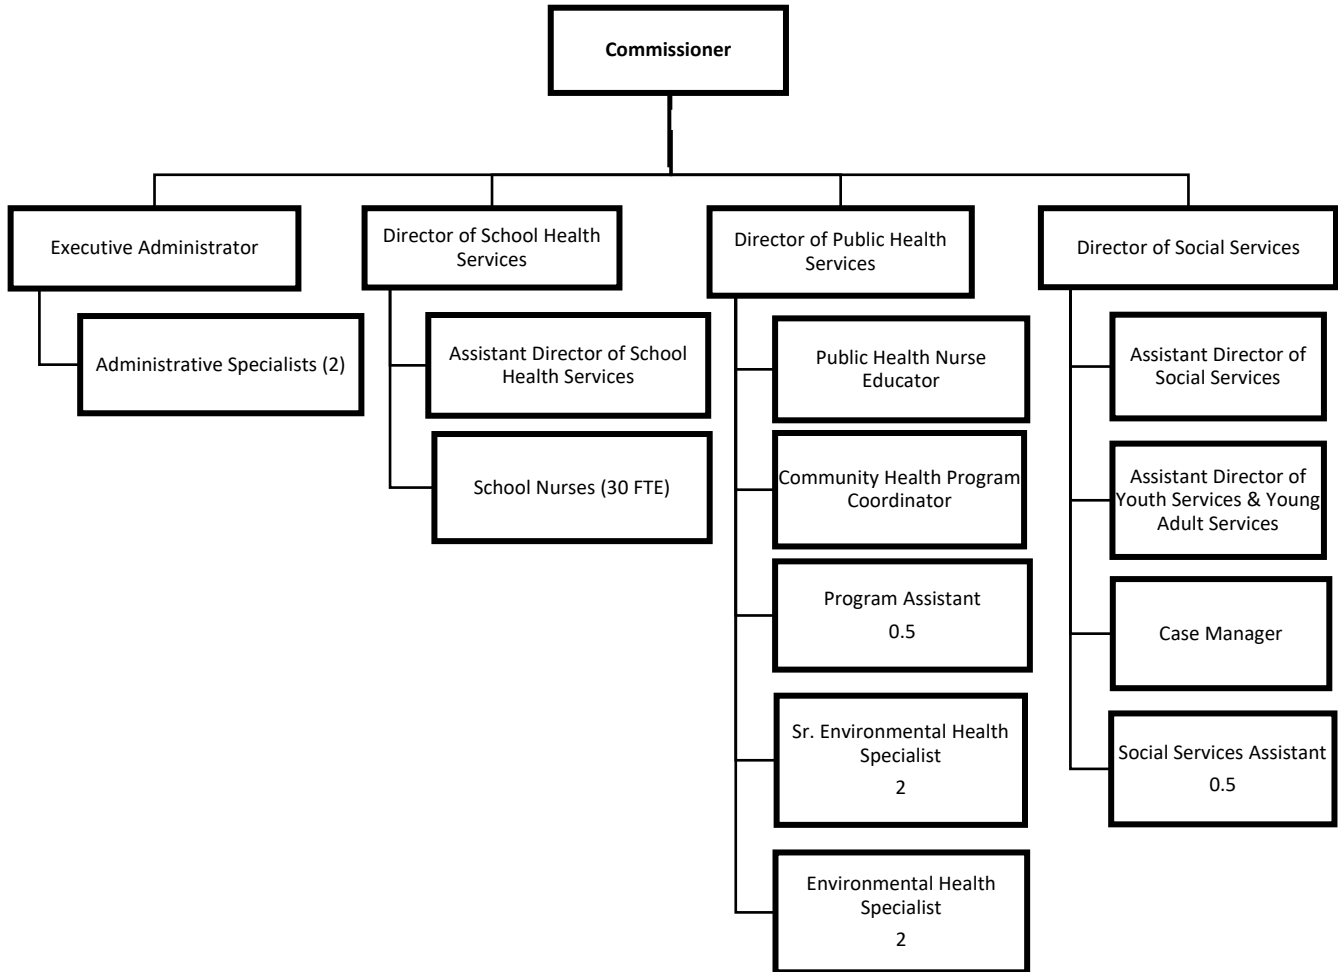 Commissioner
Executive Administrator
Administrative Specialists (2)
Director of School Health
Services
Assistant Director of School
Health Services
School Nurses (30 FTE)
Director of Public Health
Services
Public Health Nurse
Educator
Community Health Program
Coordinator
Program Assistant
0.5
Sr. Environmental Health
Specialist
2
Environmental Health
Specialist
2
Director of Social Services
Assistant Director of
Social Services
Assistant Director of
Youth Services & Young
Adult Services
Case Manager
Social Services Assistant
0.5